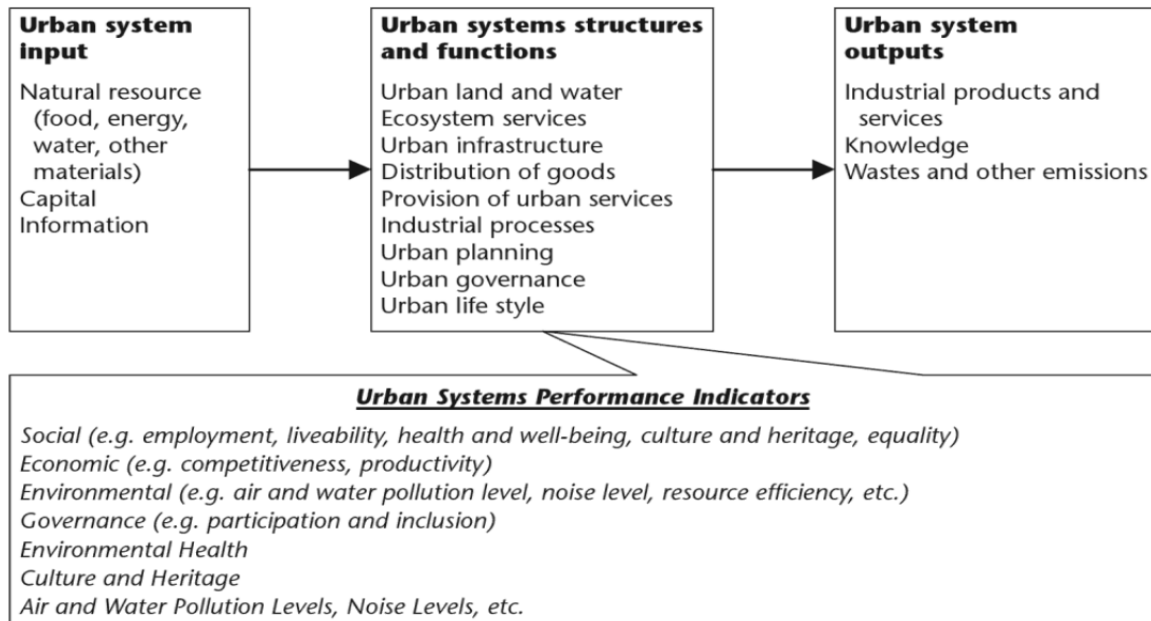 Urban system
input
Natural resource
(food, energy,
water, other
materials)
Capital
Information
Urban systems structures
and functions
Urban land and water
Ecosystem services
Urban infrastructure
Distribution of goods
Provision of urban services
Industrial processes
Urban planning
Urban governance
Urban life style
Urban system
outputs
Industrial products and
services
Knowledge
Wastes and other emissions
Urban Systems Performance Indicators
Social (e.g. employment, liveability, health and well-being, culture and heritage, equality)
Economic (e.g. competitiveness, productivity)
Environmental (e.g. air and water pollution level, noise level, resource efficiency, etc.)
Governance (e.g. participation and inclusion)
Environmental Health
Culture and Heritage
Air and Water Pollution Levels, Noise Levels, etc.